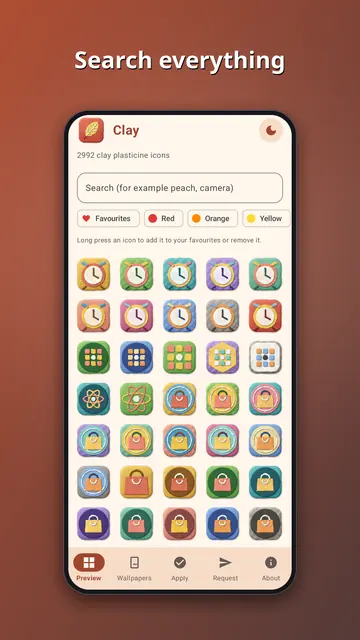 Search everything
Clay
2992 clay plasticine icons
Search (for example peach, camera)
Favourites Red Orange Yellow
Long press an icon to add it to your favourites or remove it.
Preview Wallpapers Apply Request About